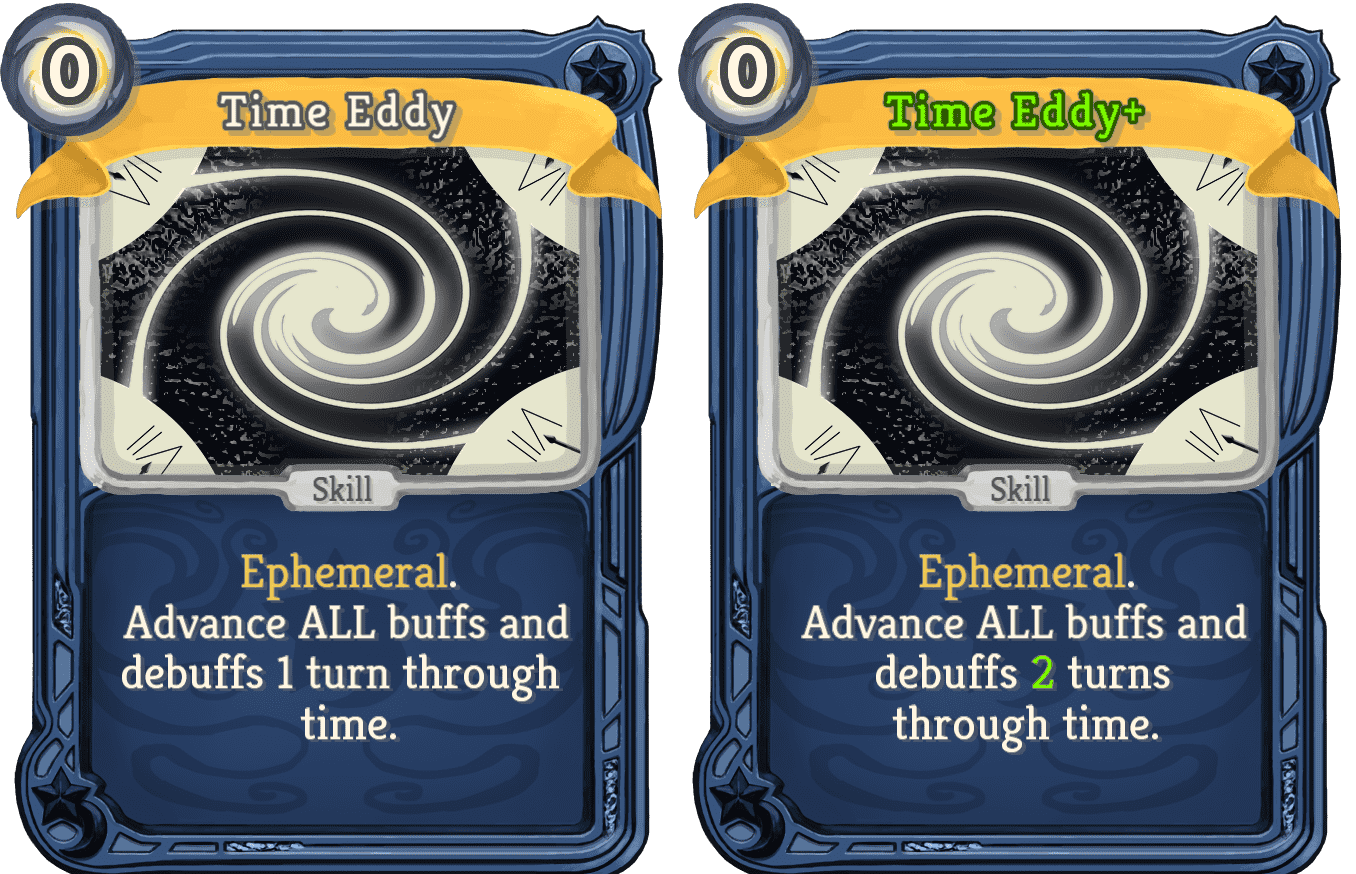 0
Time Eddy
Skill
Ephemeral.
Advance ALL buffs and
debuffs 1 turn through
time.
0
Time Eddy+
Skill
Ephemeral.
Advance ALL buffs and
debuffs 2 turns
through time.